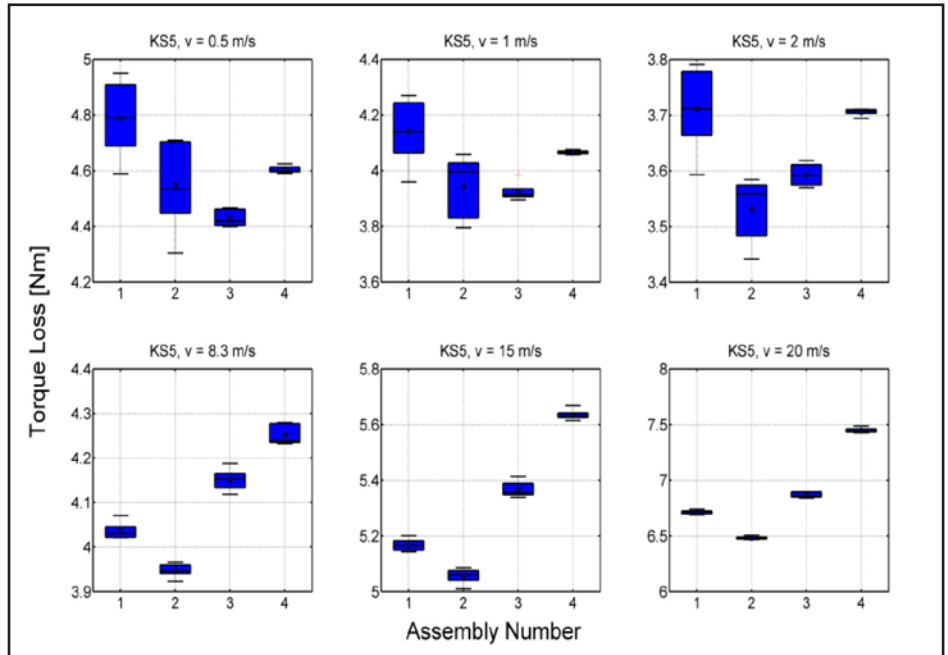 KS5, v = 0.5 m/s
5
4.8
4.6
4.4
4.2
1 2 3 4
KS5, v = 1 m/s
4.4
4.2
4
3.8
3.6
1 2 3 4
KS5, v = 2 m/s
3.8
3.7
3.6
3.5
3.4
1 2 3 4
Torque Loss [Nm]
KS5, v = 8.3 m/s
4.4
4.3
4.2
4.1
4
3.9
1 2 3 4
KS5, v = 15 m/s
5.8
5.6
5.4
5.2
5
1 2 3 4
KS5, v = 20 m/s
8
7.5
7
6.5
6
1 2 3 4
Assembly Number